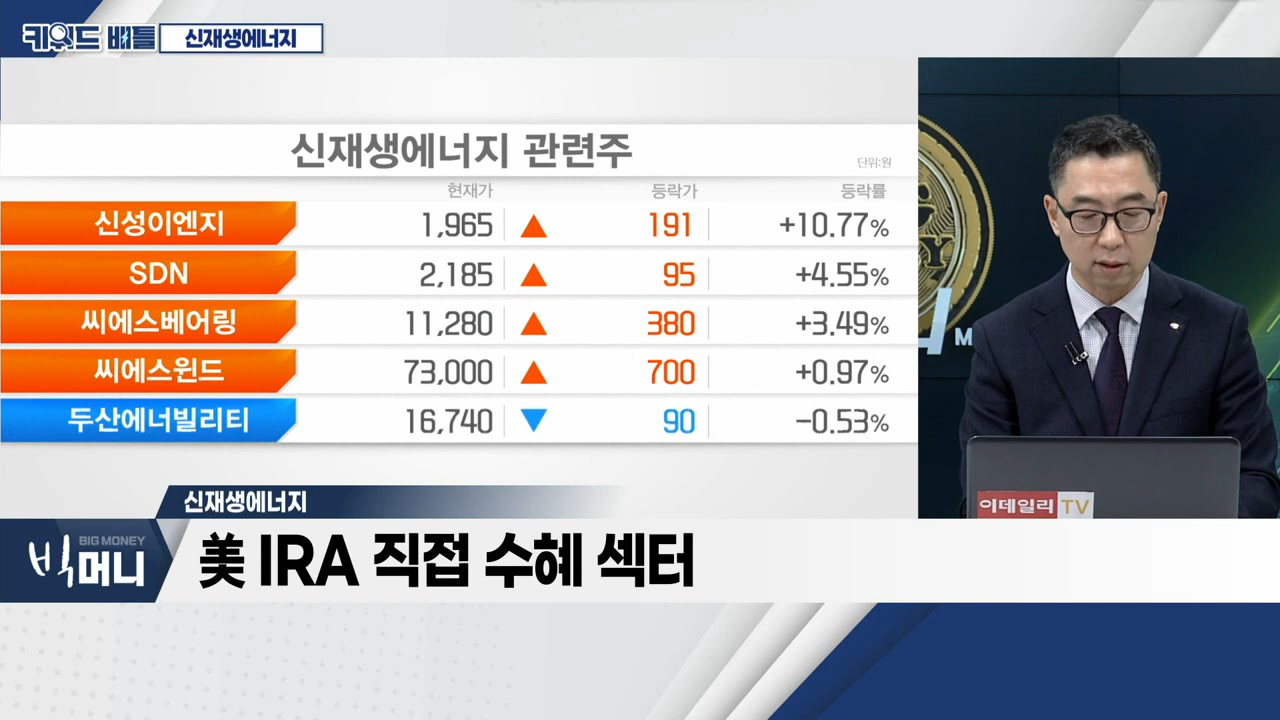 키워드 배틀 신재생에너지
신재생에너지 관련주
단위:원
현재가 등락가 등락률
신성이엔지 1,965 ▲ 191 +10.77%
SDN 2,185 ▲ 95 +4.55%
씨에스베어링 11,280 ▲ 380 +3.49%
씨에스윈드 73,000 ▲ 700 +0.97%
두산에너빌리티 16,740 ▼ 90 -0.53%
이데일리TV
신재생에너지
BIG MONEY
빅머니
美 IRA 직접 수혜 섹터